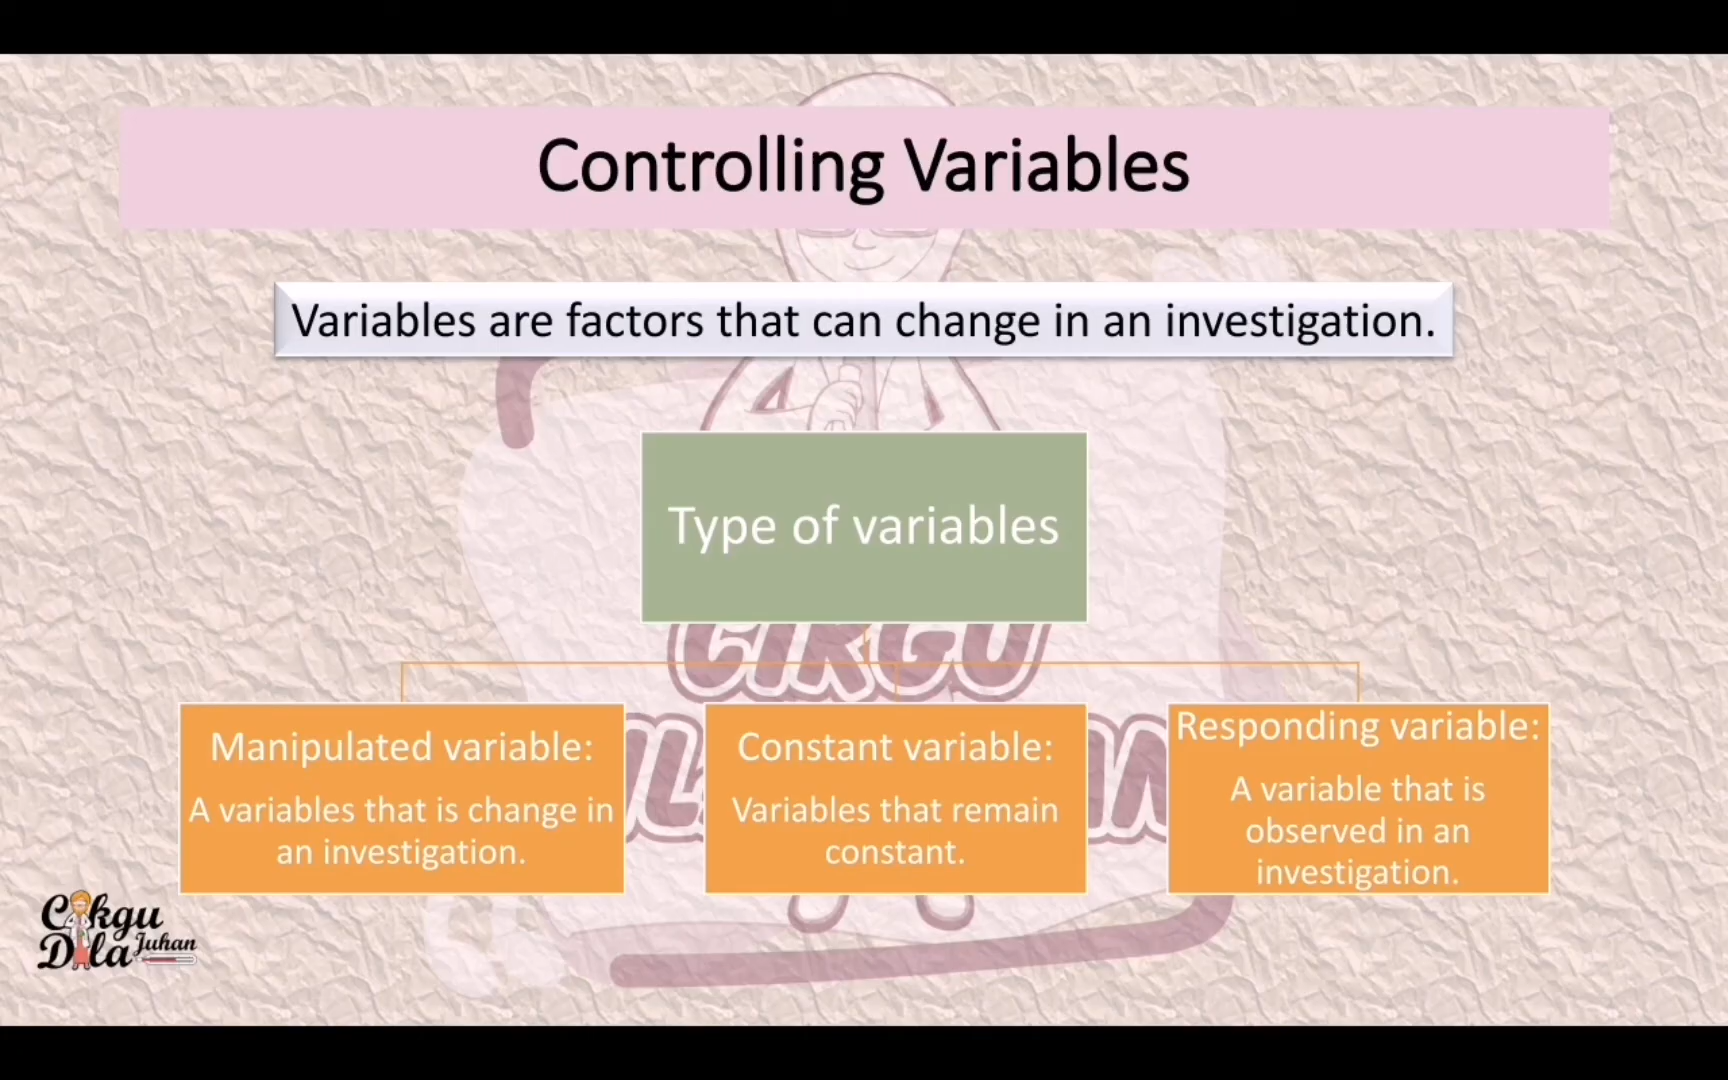 Controlling Variables
Variables are factors that can change in an investigation.
Type of variables
CIKGU
Manipulated variable:
A variables that is change in
an investigation.
Constant variable:
Variables that remain
constant.
Responding variable:
A variable that is
observed in an
investigation.
Cikgu
Dila Juhan